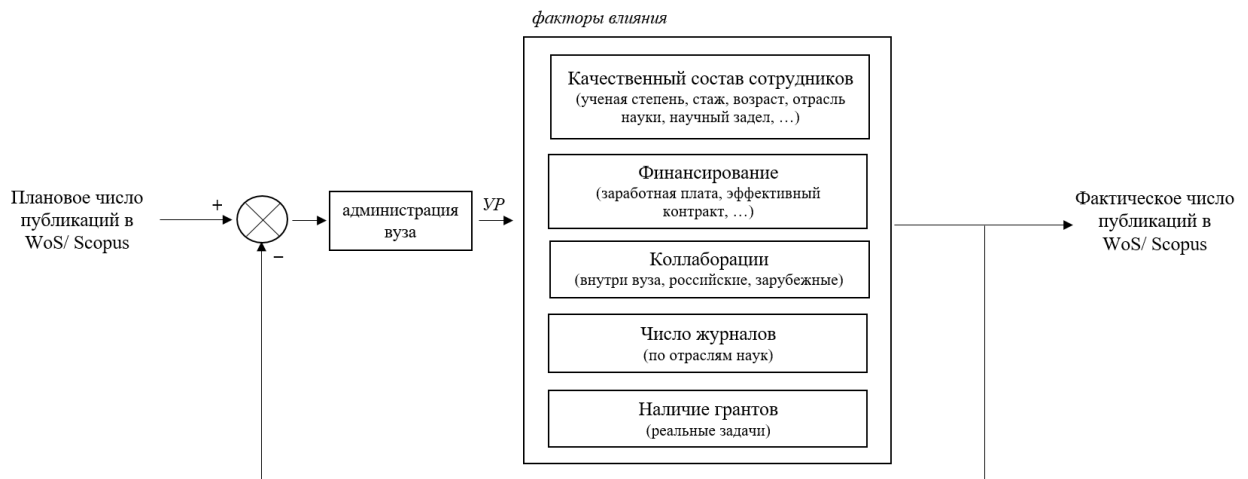 факторы влияния
Плановое число
публикаций в
WoS/ Scopus
+
−
администрация
вуза
УР
Качественный состав сотрудников
(ученая степень, стаж, возраст, отрасль
науки, научный задел, …)
Финансирование
(заработная плата, эффективный
контракт, …)
Коллаборации
(внутри вуза, российские, зарубежные)
Число журналов
(по отраслям наук)
Наличие грантов
(реальные задачи)
Фактическое число
публикаций в
WoS/ Scopus